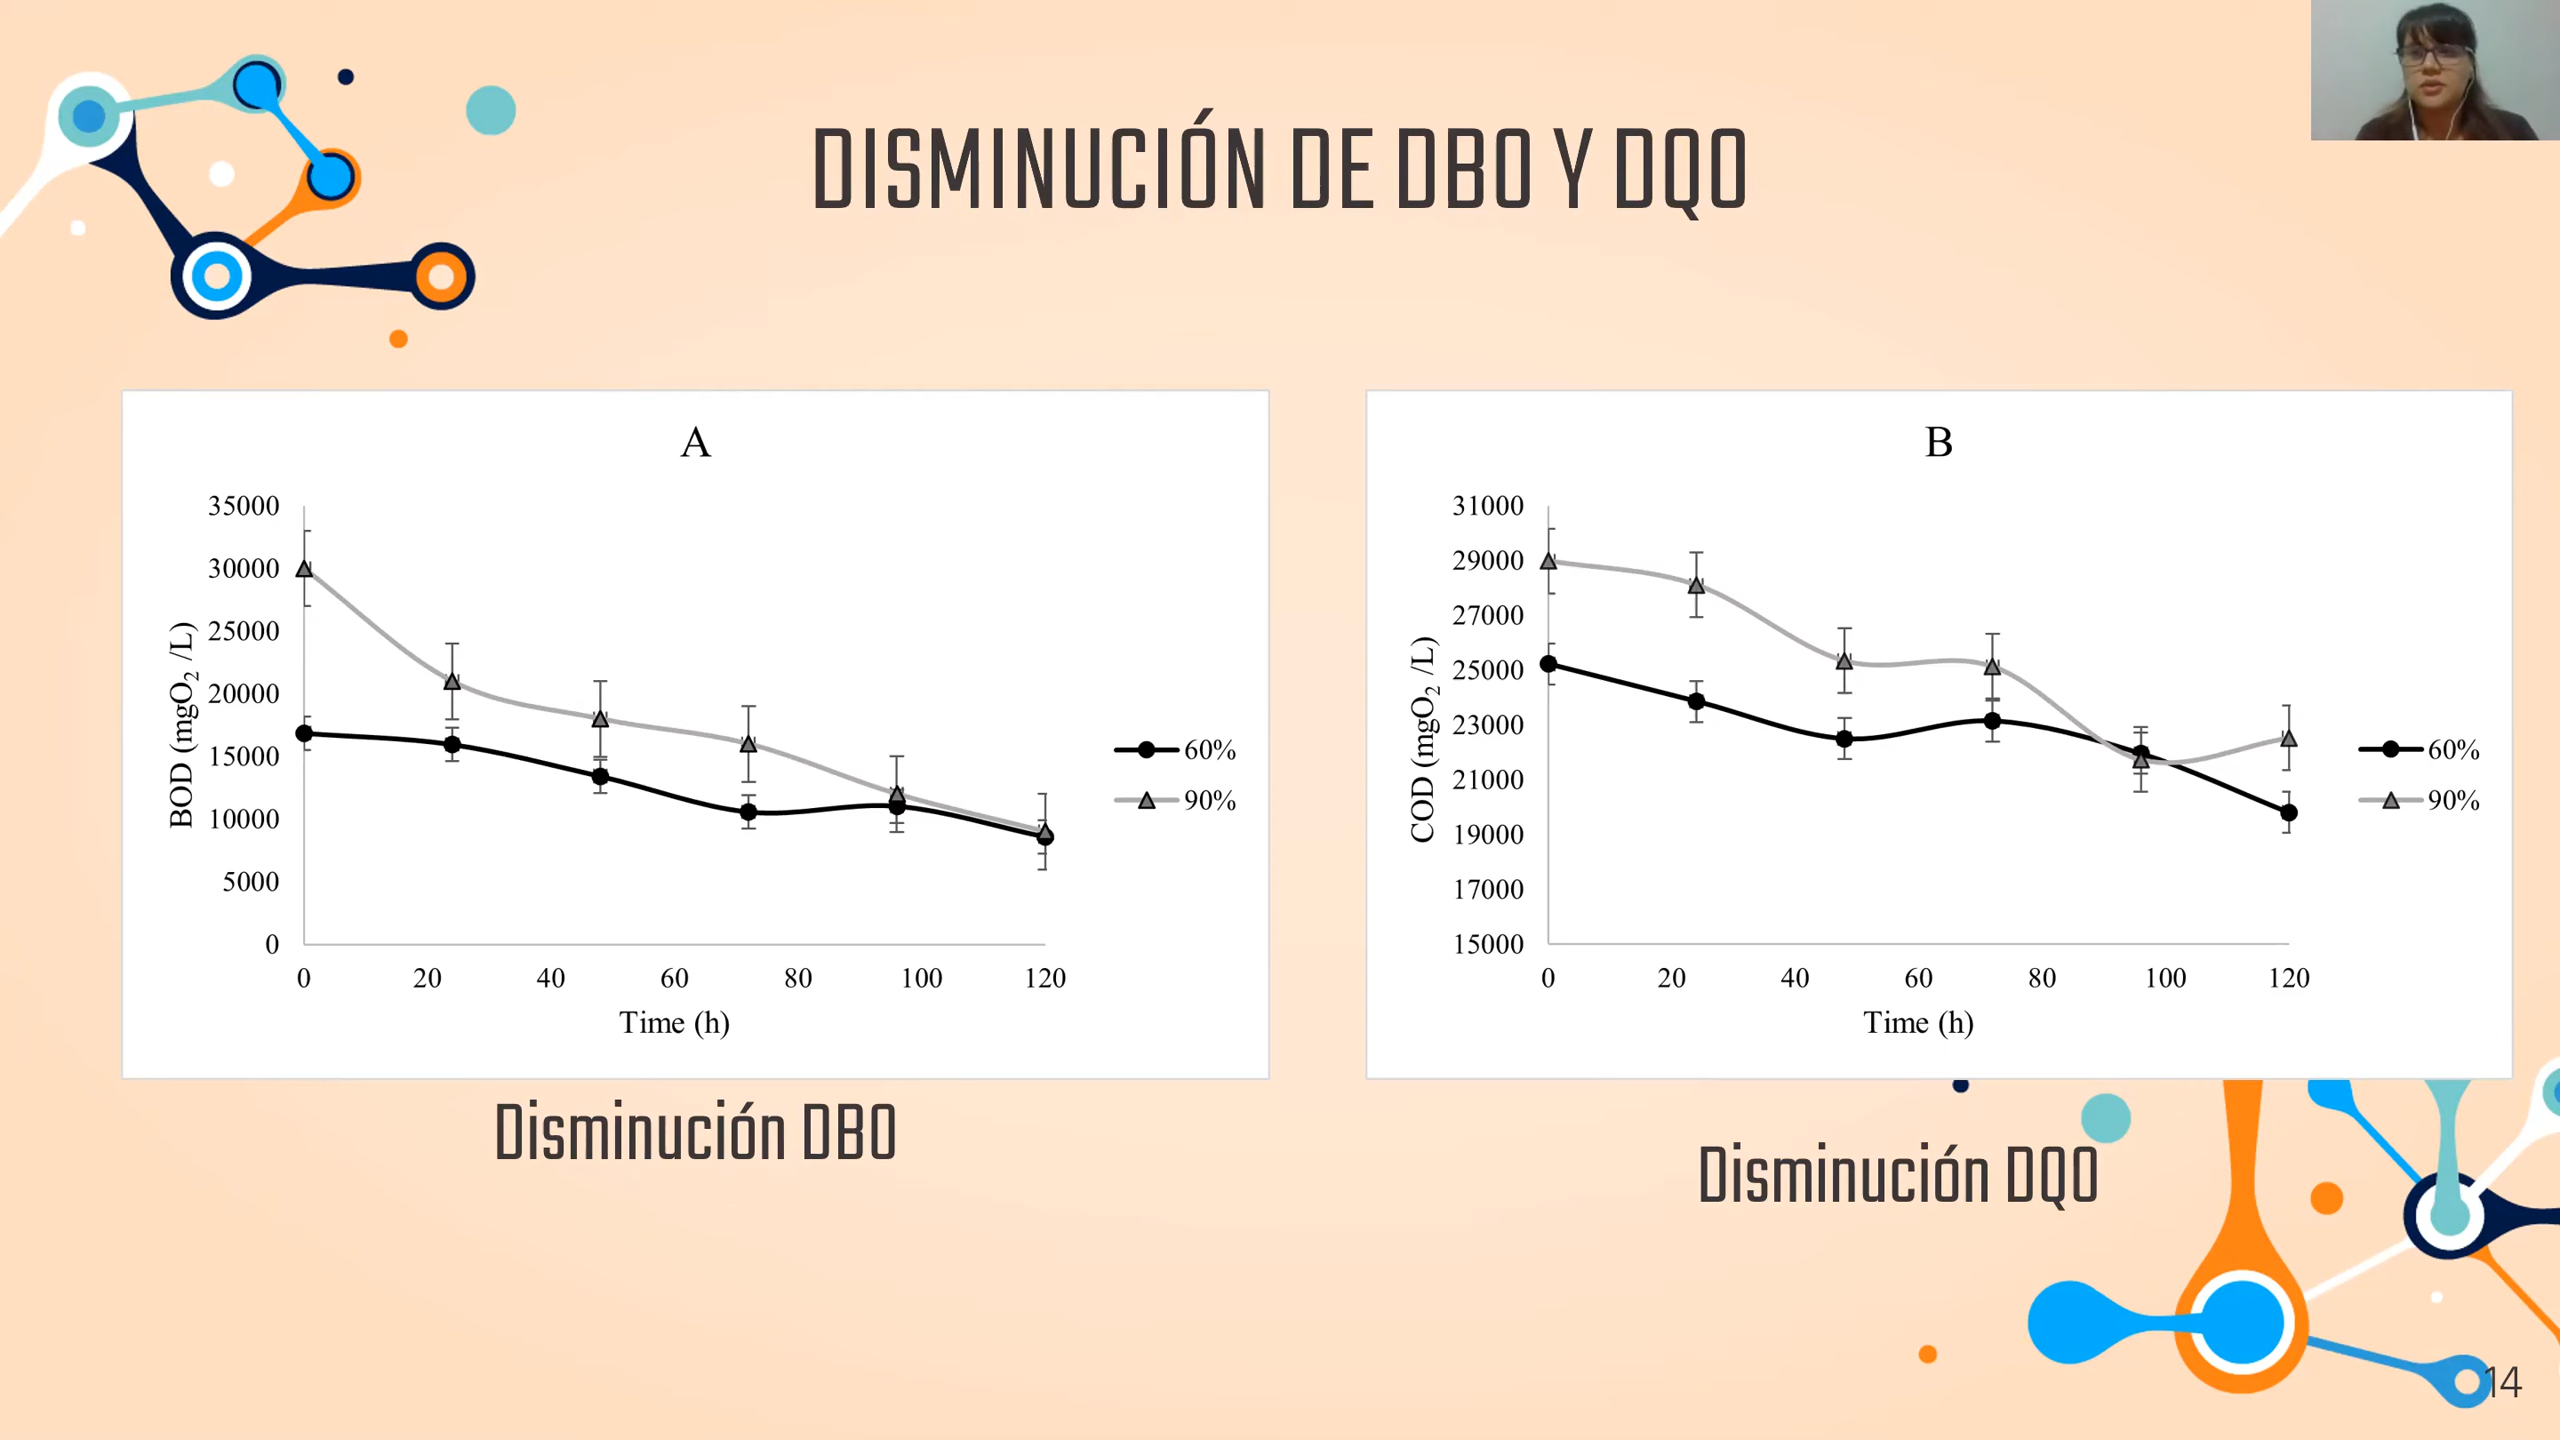 DISMINUCIÓN DE DBO Y DQO
A
35000
30000
25000
20000
15000
10000
5000
0
BOD (mgO₂ /L)
0 20 40 60 80 100 120
Time (h)
60%
90%
Disminución DBO
B
31000
29000
27000
25000
23000
21000
19000
17000
15000
COD (mgO₂ /L)
0 20 40 60 80 100 120
Time (h)
60%
90%
Disminución DQO
14